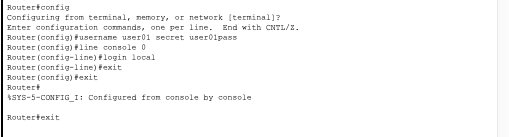 Router#config
Configuring from terminal, memory, or network [terminal]?
Enter configuration commands, one per line.  End with CNTL/Z.
Router(config)#username user01 secret user01pass
Router(config)#line console 0
Router(config-line)#login local
Router(config-line)#exit
Router(config)#exit
Router#
%SYS-5-CONFIG_I: Configured from console by console
Router#exit